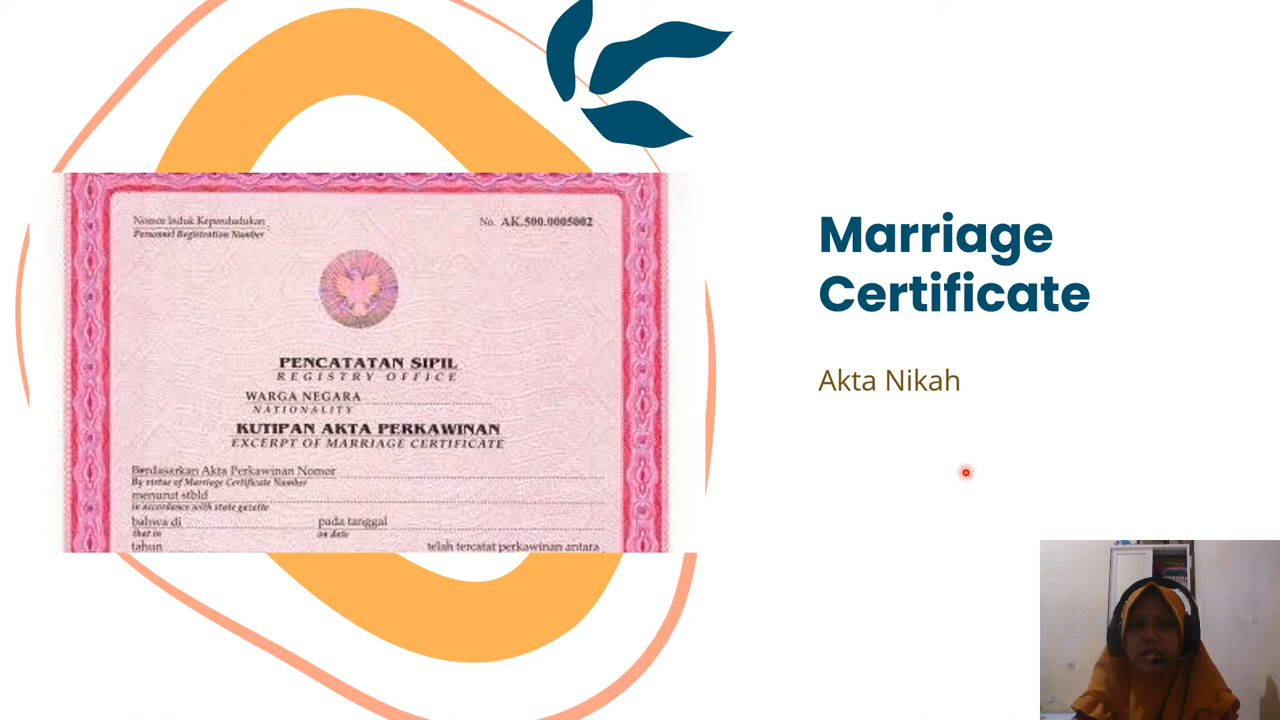 Nomor Induk Kependudukan
Personnel Registration Number
No. AK.500.0005002
PENCATATAN SIPIL
REGISTRY OFFICE
WARGA NEGARA
NATIONALITY
KUTIPAN AKTA PERKAWINAN
EXCERPT OF MARRIAGE CERTIFICATE
Berdasarkan Akta Perkawinan Nomor
By virtue of Marriage Certificate Number
menurut stbld
in accordance with state gazette
bahwa di pada tanggal
that in on date
tahun telah tercatat perkawinan antara
Marriage
Certificate
Akta Nikah